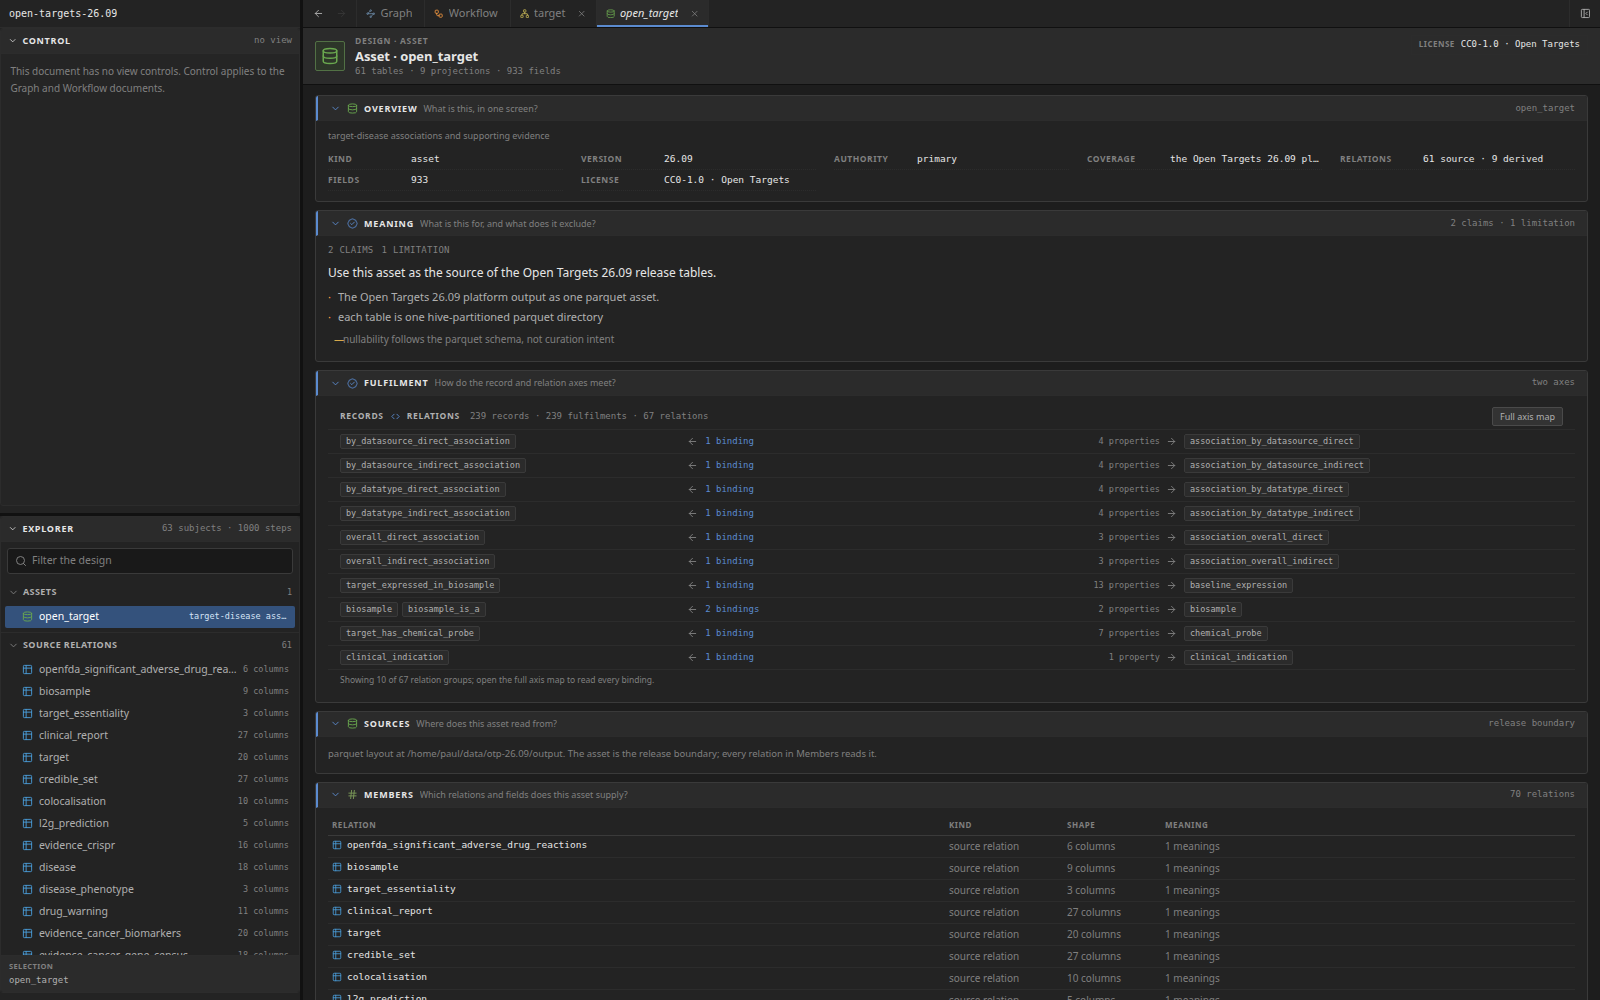 open-targets-26.09
CONTROL no view
This document has no view controls. Control applies to the
Graph and Workflow documents.
EXPLORER 63 subjects · 1000 steps
Filter the design
ASSETS 1
open_target target-disease ass…
SOURCE RELATIONS 61
openfda_significant_adverse_drug_rea… 6 columns
biosample 9 columns
target_essentiality 3 columns
clinical_report 27 columns
target 20 columns
credible_set 27 columns
colocalisation 10 columns
l2g_prediction 5 columns
evidence_crispr 16 columns
disease 18 columns
disease_phenotype 3 columns
drug_warning 11 columns
evidence_cancer_biomarkers 20 columns
evidence_cancer_gene_census 18 columns
SELECTION
open_target
Graph Workflow target open_target
DESIGN · ASSET
Asset · open_target
61 tables · 9 projections · 933 fields
LICENSE CC0-1.0 · Open Targets
OVERVIEW What is this, in one screen? open_target
target-disease associations and supporting evidence
KIND asset VERSION 26.09 AUTHORITY primary COVERAGE the Open Targets 26.09 pl… RELATIONS 61 source · 9 derived
FIELDS 933 LICENSE CC0-1.0 · Open Targets
MEANING What is this for, and what does it exclude? 2 claims · 1 limitation
2 CLAIMS 1 LIMITATION
Use this asset as the source of the Open Targets 26.09 release tables.
· The Open Targets 26.09 platform output as one parquet asset.
· each table is one hive-partitioned parquet directory
—nullability follows the parquet schema, not curation intent
FULFILMENT How do the record and relation axes meet? two axes
RECORDS <> RELATIONS 239 records · 239 fulfilments · 67 relations Full axis map
by_datasource_direct_association ← 1 binding 4 properties → association_by_datasource_direct
by_datasource_indirect_association ← 1 binding 4 properties → association_by_datasource_indirect
by_datatype_direct_association ← 1 binding 4 properties → association_by_datatype_direct
by_datatype_indirect_association ← 1 binding 4 properties → association_by_datatype_indirect
overall_direct_association ← 1 binding 3 properties → association_overall_direct
overall_indirect_association ← 1 binding 3 properties → association_overall_indirect
target_expressed_in_biosample ← 1 binding 13 properties → baseline_expression
biosample biosample_is_a ← 2 bindings 2 properties → biosample
target_has_chemical_probe ← 1 binding 7 properties → chemical_probe
clinical_indication ← 1 binding 1 property → clinical_indication
Showing 10 of 67 relation groups; open the full axis map to read every binding.
SOURCES Where does this asset read from? release boundary
parquet layout at /home/paul/data/otp-26.09/output. The asset is the release boundary; every relation in Members reads it.
MEMBERS Which relations and fields does this asset supply? 70 relations
RELATION KIND SHAPE MEANING
openfda_significant_adverse_drug_reactions source relation 6 columns 1 meanings
biosample source relation 9 columns 1 meanings
target_essentiality source relation 3 columns 1 meanings
clinical_report source relation 27 columns 1 meanings
target source relation 20 columns 1 meanings
credible_set source relation 27 columns 1 meanings
colocalisation source relation 10 columns 1 meanings
l2g_prediction source relation 5 columns 1 meanings